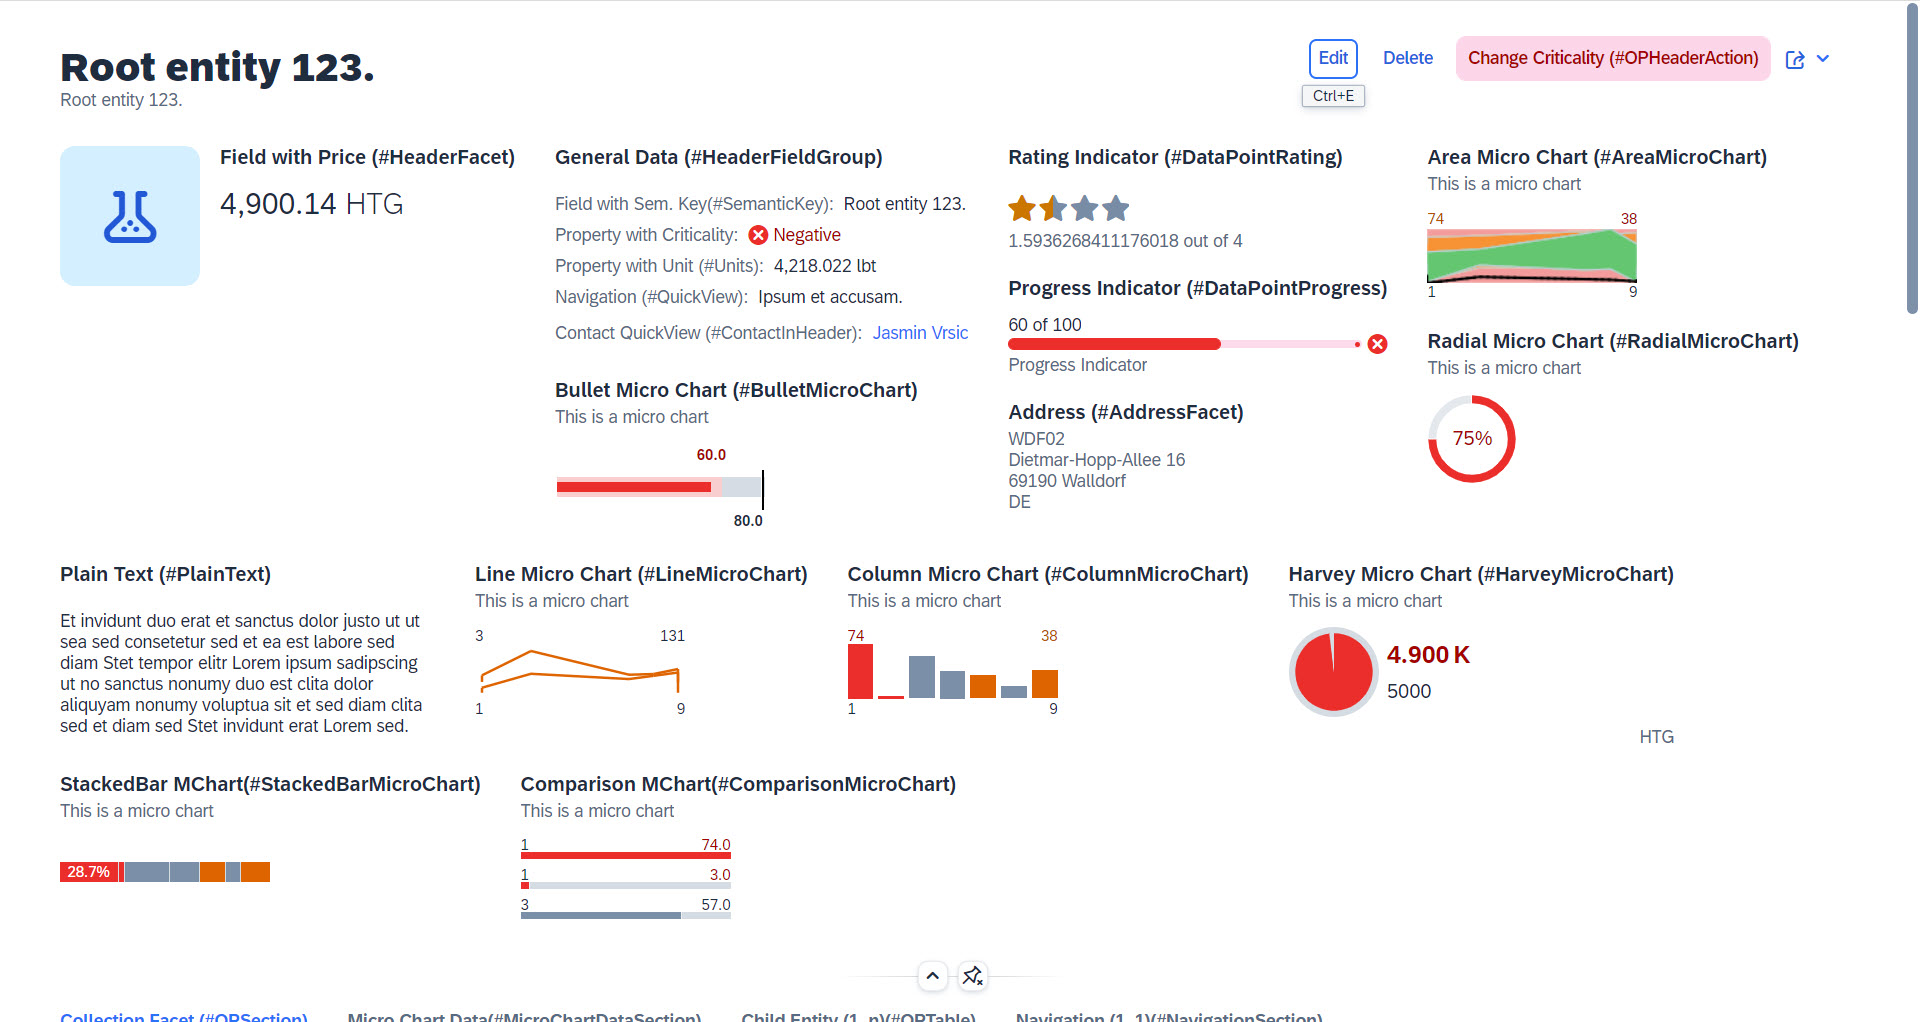 Root entity 123.
Root entity 123.
Edit
Delete
Change Criticality (#OPHeaderAction)
Ctrl+E
Field with Price (#HeaderFacet)
4,900.14 HTG
General Data (#HeaderFieldGroup)
Field with Sem. Key(#SemanticKey): Root entity 123.
Property with Criticality: Negative
Property with Unit (#Units): 4,218.022 lbt
Navigation (#QuickView): Ipsum et accusam.
Contact QuickView (#ContactInHeader): Jasmin Vrsic
Bullet Micro Chart (#BulletMicroChart)
This is a micro chart
60.0
80.0
Rating Indicator (#DataPointRating)
1.5936268411176018 out of 4
Progress Indicator (#DataPointProgress)
60 of 100
Progress Indicator
Address (#AddressFacet)
WDF02
Dietmar-Hopp-Allee 16
69190 Walldorf
DE
Area Micro Chart (#AreaMicroChart)
This is a micro chart
74 38
1 9
Radial Micro Chart (#RadialMicroChart)
This is a micro chart
75%
Plain Text (#PlainText)
Et invidunt duo erat et sanctus dolor justo ut ut
sea sed consetetur sed et ea est labore sed
diam Stet tempor elitr Lorem ipsum sadipscing
ut no sanctus nonumy duo est clita dolor
aliquyam nonumy voluptua sit et sed diam clita
sed et diam sed Stet invidunt erat Lorem sed.
Line Micro Chart (#LineMicroChart)
This is a micro chart
3 131
1 9
Column Micro Chart (#ColumnMicroChart)
This is a micro chart
74 38
1 9
Harvey Micro Chart (#HarveyMicroChart)
This is a micro chart
4.900 K
5000
HTG
StackedBar MChart(#StackedBarMicroChart)
This is a micro chart
28.7%
Comparison MChart(#ComparisonMicroChart)
This is a micro chart
1 74.0
1 3.0
3 57.0
Collection Facet (#OPSection)
Micro Chart Data(#MicroChartDataSection)
Child Entity (1..n)(#OPTable)
Navigation (1..1)(#NavigationSection)